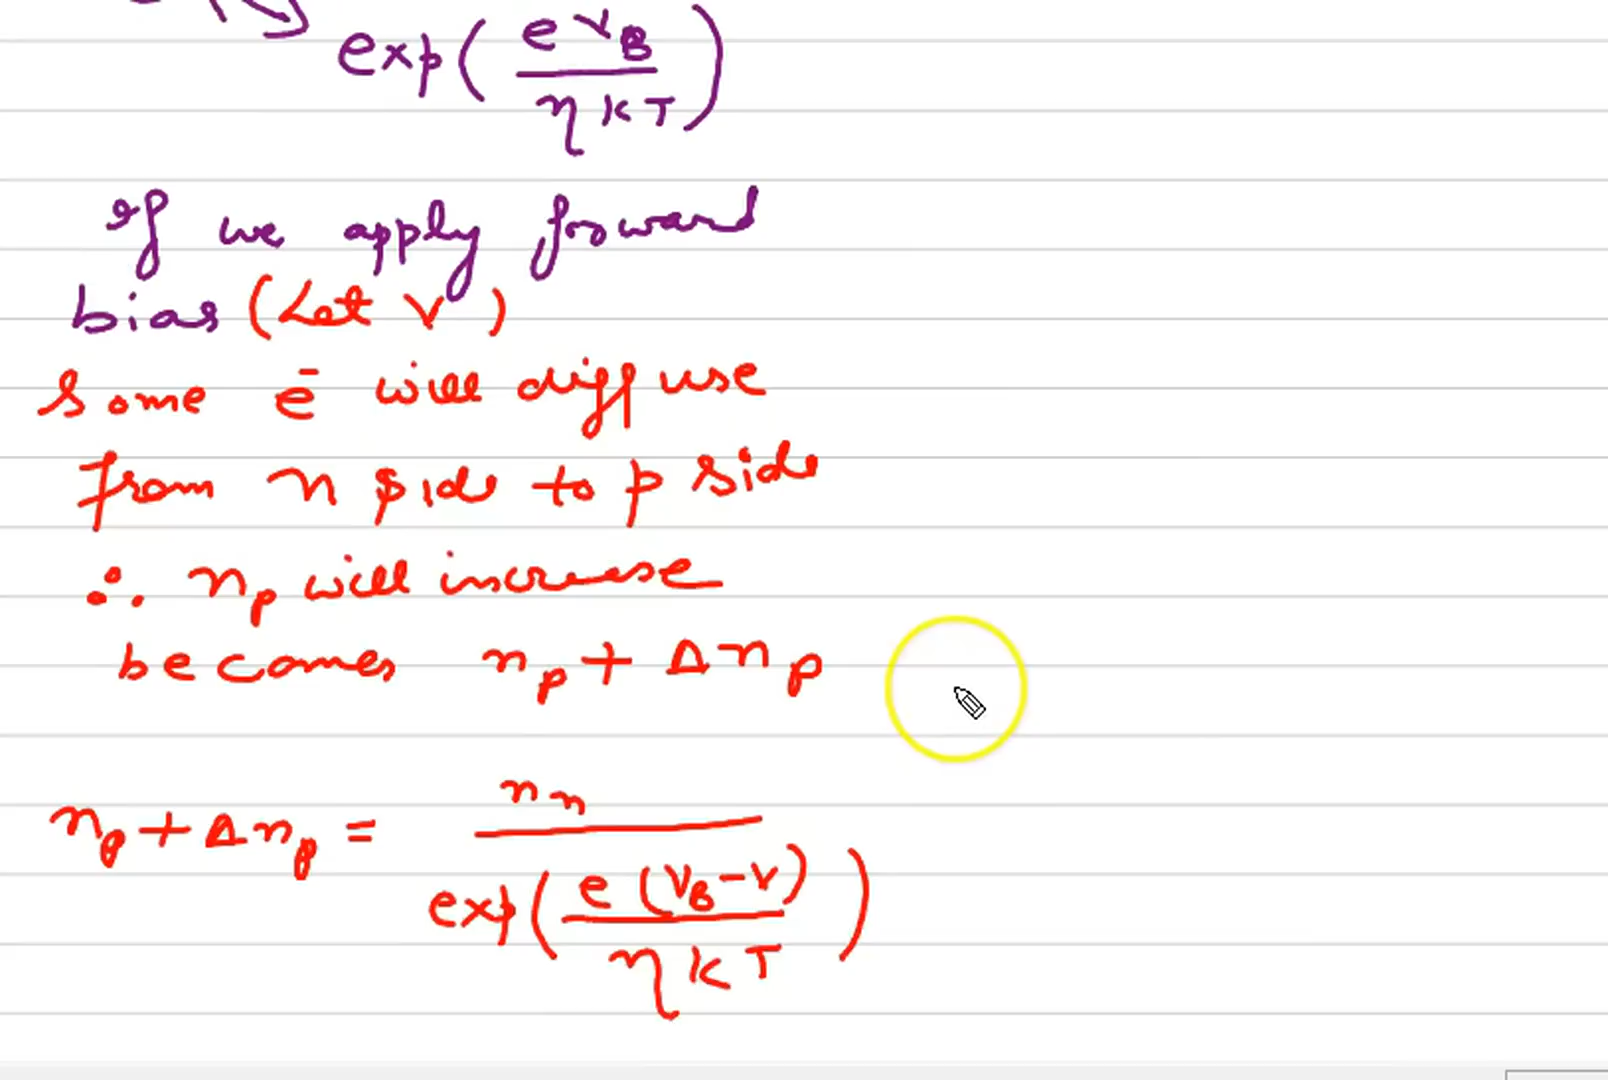 exp( eV_B / ηkT )
If we apply forward
bias (Let V)
Some e̅ will diffuse
from n side to p side
∴ n_p will increase
becomes n_p + Δn_p
n_p + Δn_p = n_n / exp( e(V_B - V) / ηkT )